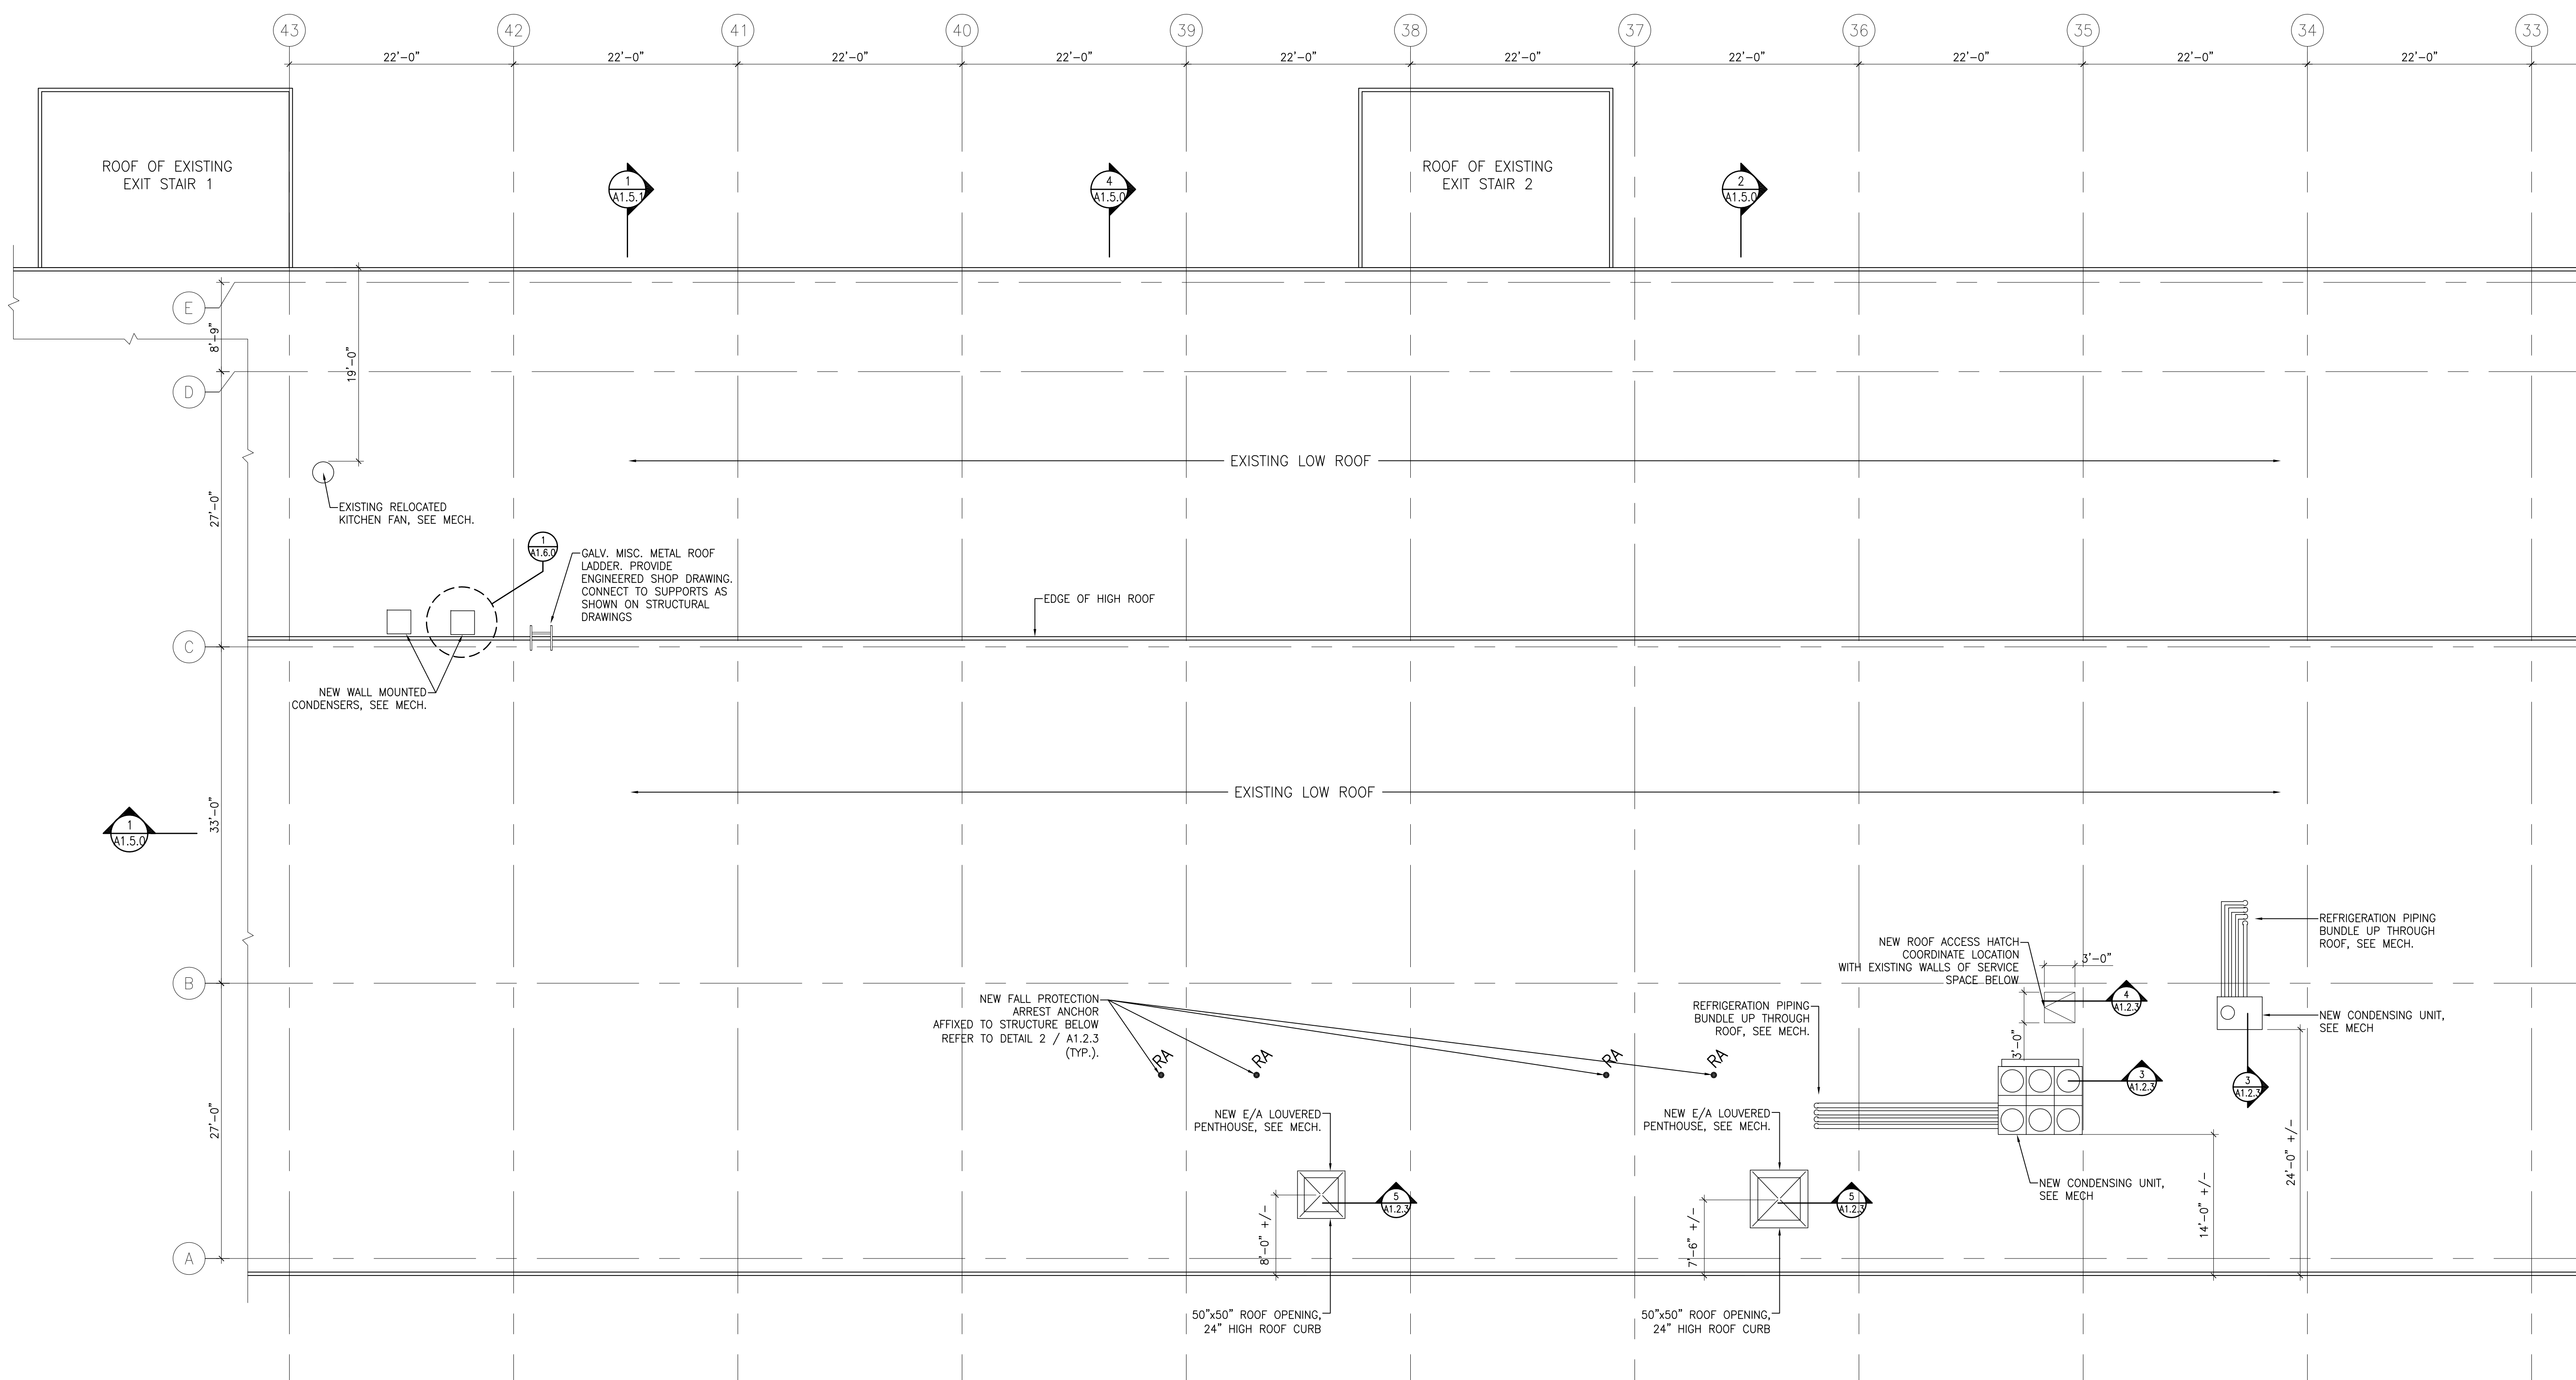 43
42
41
40
39
38
37
36
35
34
33
22'-0"
22'-0"
22'-0"
22'-0"
22'-0"
22'-0"
22'-0"
22'-0"
22'-0"
22'-0"
ROOF OF EXISTING
EXIT STAIR 1
1
A1.5.1
4
A1.5.0
ROOF OF EXISTING
EXIT STAIR 2
2
A1.5.0
E
8'-9"
19'-0"
D
27'-0"
EXISTING LOW ROOF
EXISTING RELOCATED
KITCHEN FAN, SEE MECH.
1
A1.6.0
GALV. MISC. METAL ROOF
LADDER. PROVIDE
ENGINEERED SHOP DRAWING.
CONNECT TO SUPPORTS AS
SHOWN ON STRUCTURAL
DRAWINGS
EDGE OF HIGH ROOF
C
NEW WALL MOUNTED
CONDENSERS, SEE MECH.
EXISTING LOW ROOF
33'-0"
1
A1.5.0
REFRIGERATION PIPING
BUNDLE UP THROUGH
ROOF, SEE MECH.
NEW ROOF ACCESS HATCH
COORDINATE LOCATION
WITH EXISTING WALLS OF SERVICE
SPACE BELOW
3'-0"
B
4
A1.2.3
NEW FALL PROTECTION
ARREST ANCHOR
AFFIXED TO STRUCTURE BELOW
REFER TO DETAIL 2 / A1.2.3
(TYP.).
REFRIGERATION PIPING
BUNDLE UP THROUGH
ROOF, SEE MECH.
NEW CONDENSING UNIT,
SEE MECH
3'-0"
RA
RA
RA
RA
3
A1.2.3
3
A1.2.3
27'-0"
NEW E/A LOUVERED
PENTHOUSE, SEE MECH.
NEW E/A LOUVERED
PENTHOUSE, SEE MECH.
24'-0" +/-
NEW CONDENSING UNIT,
SEE MECH
5
A1.2.3
5
A1.2.3
14'-0" +/-
8'-0" +/-
7'-6" +/-
A
50"x50" ROOF OPENING,
24" HIGH ROOF CURB
50"x50" ROOF OPENING,
24" HIGH ROOF CURB